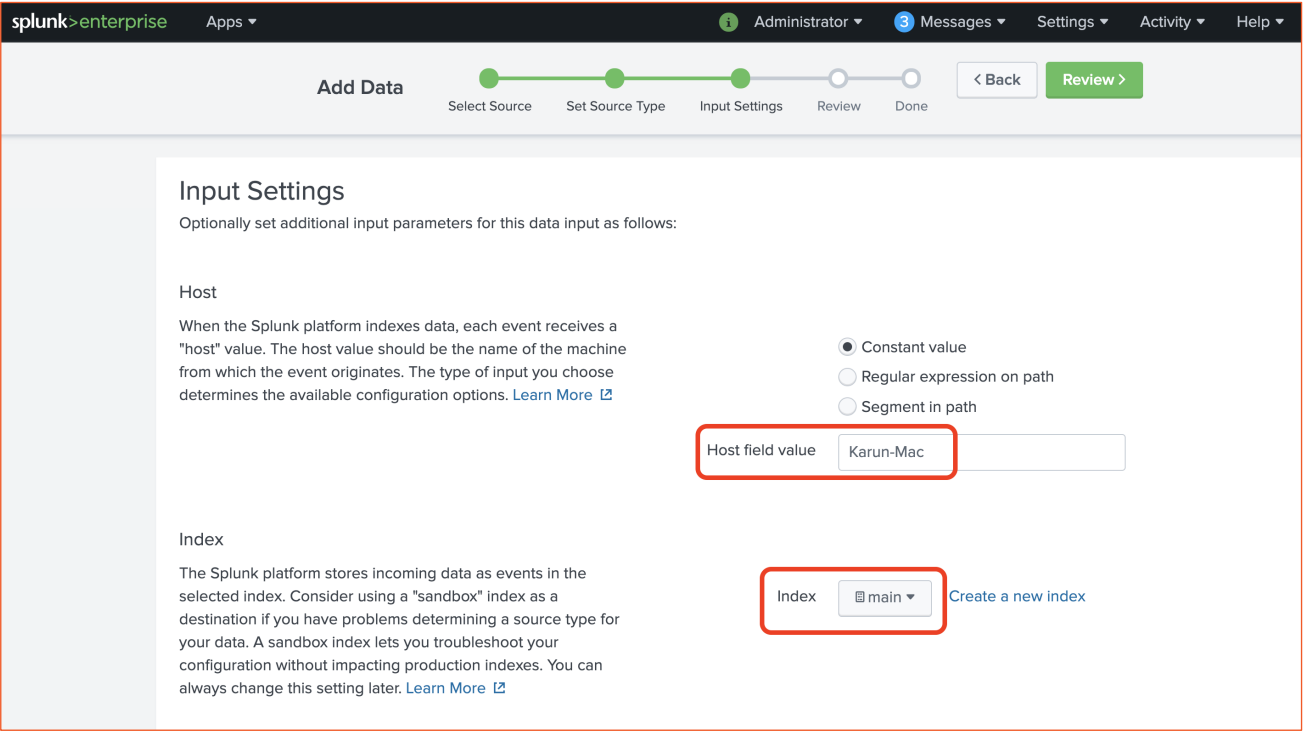 splunk>enterprise Apps i Administrator 3 Messages Settings Activity Help
Add Data
Select Source Set Source Type Input Settings Review Done
< Back Review >
Input Settings
Optionally set additional input parameters for this data input as follows:
Host
When the Splunk platform indexes data, each event receives a
"host" value. The host value should be the name of the machine
from which the event originates. The type of input you choose
determines the available configuration options. Learn More
Constant value
Regular expression on path
Segment in path
Host field value Karun-Mac
Index
The Splunk platform stores incoming data as events in the
selected index. Consider using a "sandbox" index as a
destination if you have problems determining a source type for
your data. A sandbox index lets you troubleshoot your
configuration without impacting production indexes. You can
always change this setting later. Learn More
Index main Create a new index